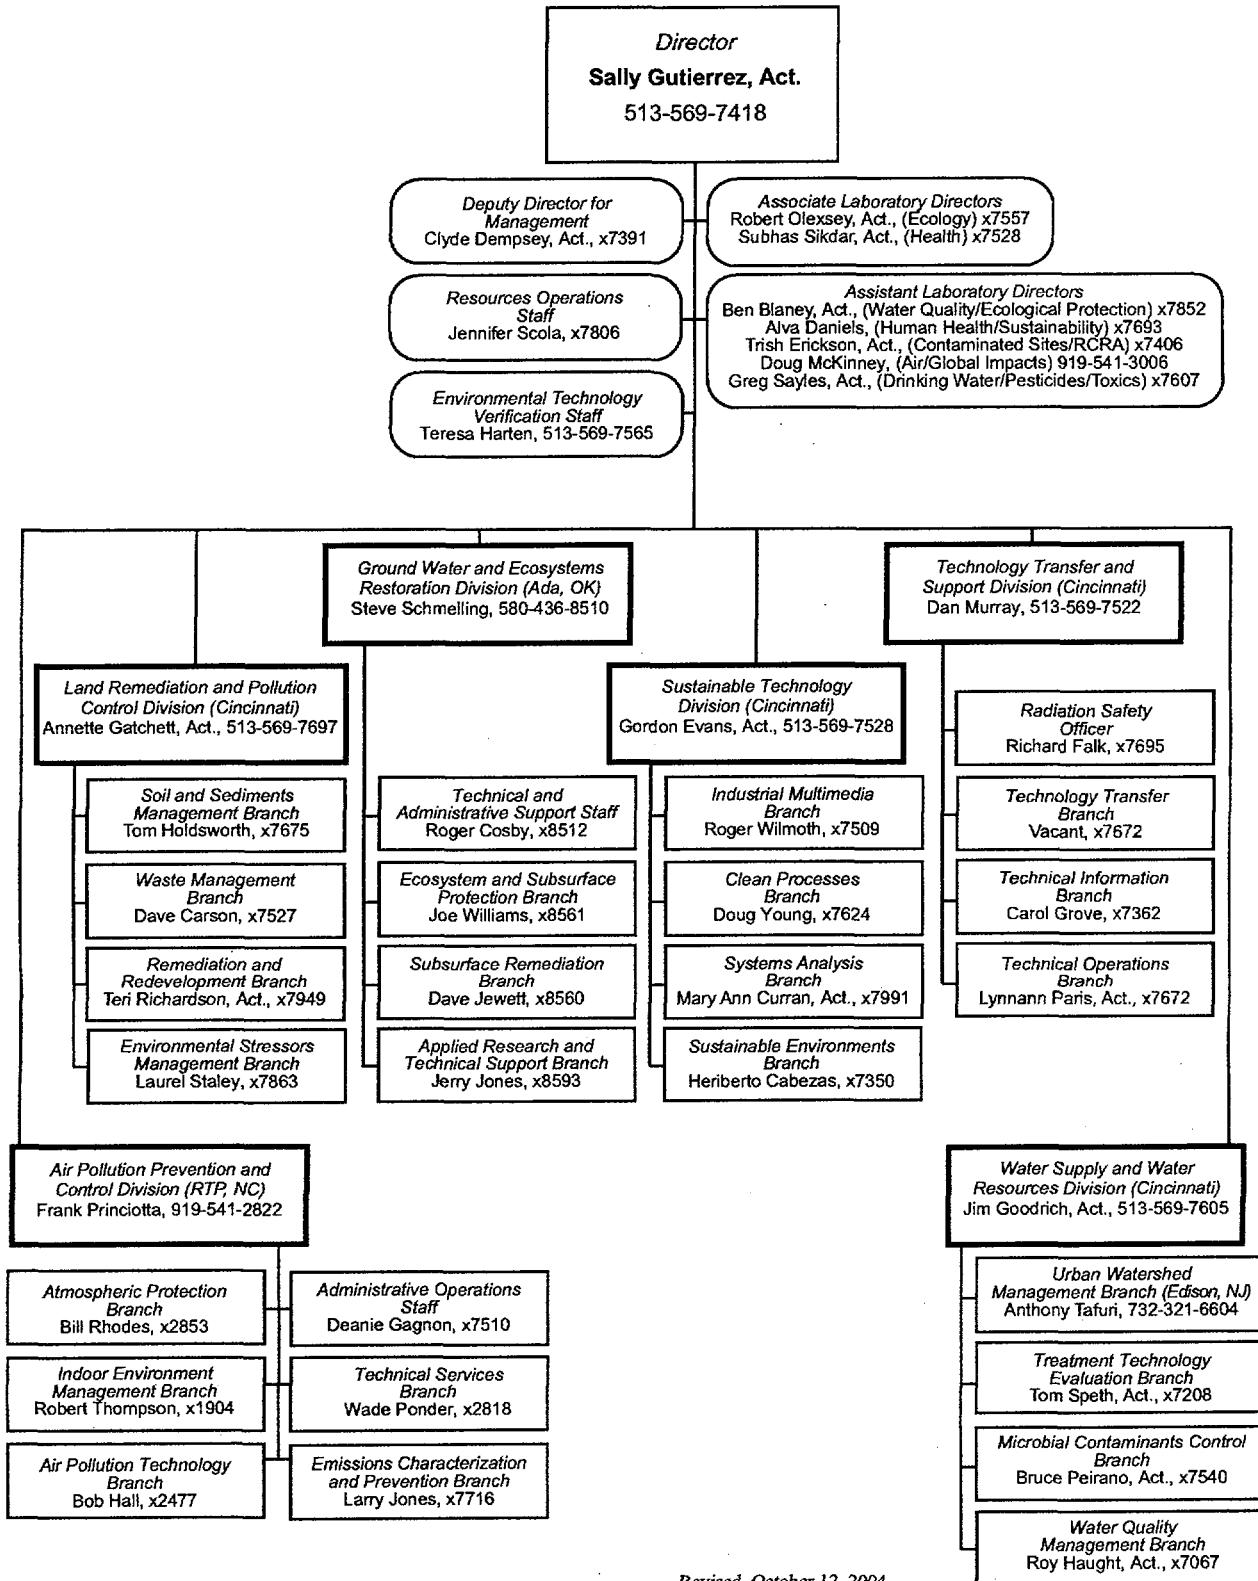 Director
Sally Gutierrez, Act.
513-569-7418
Deputy Director for
Management
Clyde Dempsey, Act., x7391
Associate Laboratory Directors
Robert Olexsey, Act., (Ecology) x7557
Subhas Sikdar, Act., (Health) x7528
Resources Operations
Staff
Jennifer Scola, x7806
Assistant Laboratory Directors
Ben Blaney, Act., (Water Quality/Ecological Protection) x7852
Alva Daniels, (Human Health/Sustainability) x7693
Trish Erickson, Act., (Contaminated Sites/RCRA) x7406
Doug McKinney, (Air/Global Impacts) 919-541-3006
Greg Sayles, Act., (Drinking Water/Pesticides/Toxics) x7607
Environmental Technology
Verification Staff
Teresa Harten, 513-569-7565
Ground Water and Ecosystems
Restoration Division (Ada, OK)
Steve Schmelling, 580-436-8510
Technology Transfer and
Support Division (Cincinnati)
Dan Murray, 513-569-7522
Land Remediation and Pollution
Control Division (Cincinnati)
Annette Gatchett, Act., 513-569-7697
Sustainable Technology
Division (Cincinnati)
Gordon Evans, Act., 513-569-7528
Soil and Sediments
Management Branch
Tom Holdsworth, x7675
Waste Management
Branch
Dave Carson, x7527
Remediation and
Redevelopment Branch
Teri Richardson, Act., x7949
Environmental Stressors
Management Branch
Laurel Staley, x7863
Technical and
Administrative Support Staff
Roger Cosby, x8512
Ecosystem and Subsurface
Protection Branch
Joe Williams, x8561
Subsurface Remediation
Branch
Dave Jewett, x8560
Applied Research and
Technical Support Branch
Jerry Jones, x8593
Industrial Multimedia
Branch
Roger Wilmoth, x7509
Clean Processes
Branch
Doug Young, x7624
Systems Analysis
Branch
Mary Ann Curran, Act., x7991
Sustainable Environments
Branch
Heriberto Cabezas, x7350
Radiation Safety
Officer
Richard Falk, x7695
Technology Transfer
Branch
Vacant, x7672
Technical Information
Branch
Carol Grove, x7362
Technical Operations
Branch
Lynnann Paris, Act., x7672
Air Pollution Prevention and
Control Division (RTP, NC)
Frank Princiotta, 919-541-2822
Water Supply and Water
Resources Division (Cincinnati)
Jim Goodrich, Act., 513-569-7605
Atmospheric Protection
Branch
Bill Rhodes, x2853
Indoor Environment
Management Branch
Robert Thompson, x1904
Air Pollution Technology
Branch
Bob Hall, x2477
Administrative Operations
Staff
Deanie Gagnon, x7510
Technical Services
Branch
Wade Ponder, x2818
Emissions Characterization
and Prevention Branch
Larry Jones, x7716
Urban Watershed
Management Branch (Edison, NJ)
Anthony Tafuri, 732-321-6604
Treatment Technology
Evaluation Branch
Tom Speth, Act., x7208
Microbial Contaminants Control
Branch
Bruce Peirano, Act., x7540
Water Quality
Management Branch
Roy Haught, Act., x7067
Revised October 12, 2004